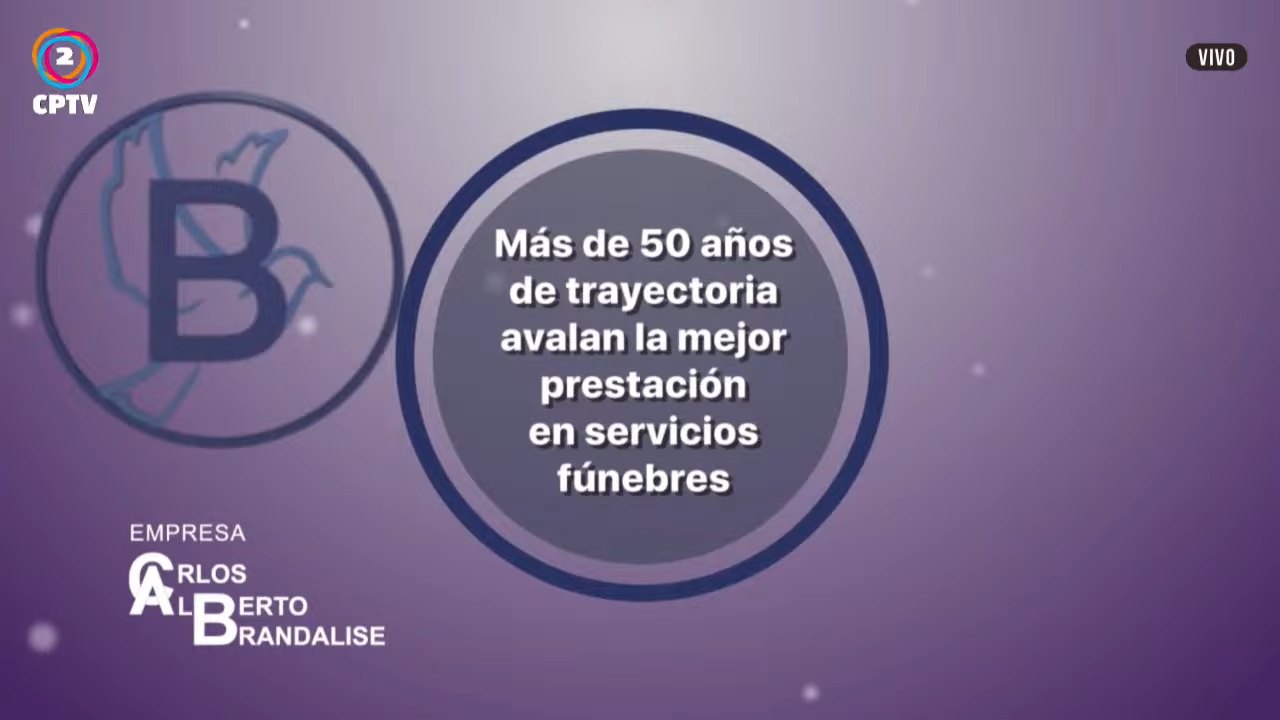 2
CPTV
VIVO
B
Más de 50 años
de trayectoria
avalan la mejor
prestación
en servicios
fúnebres
EMPRESA
CARLOS
ALBERTO
BRANDALISE